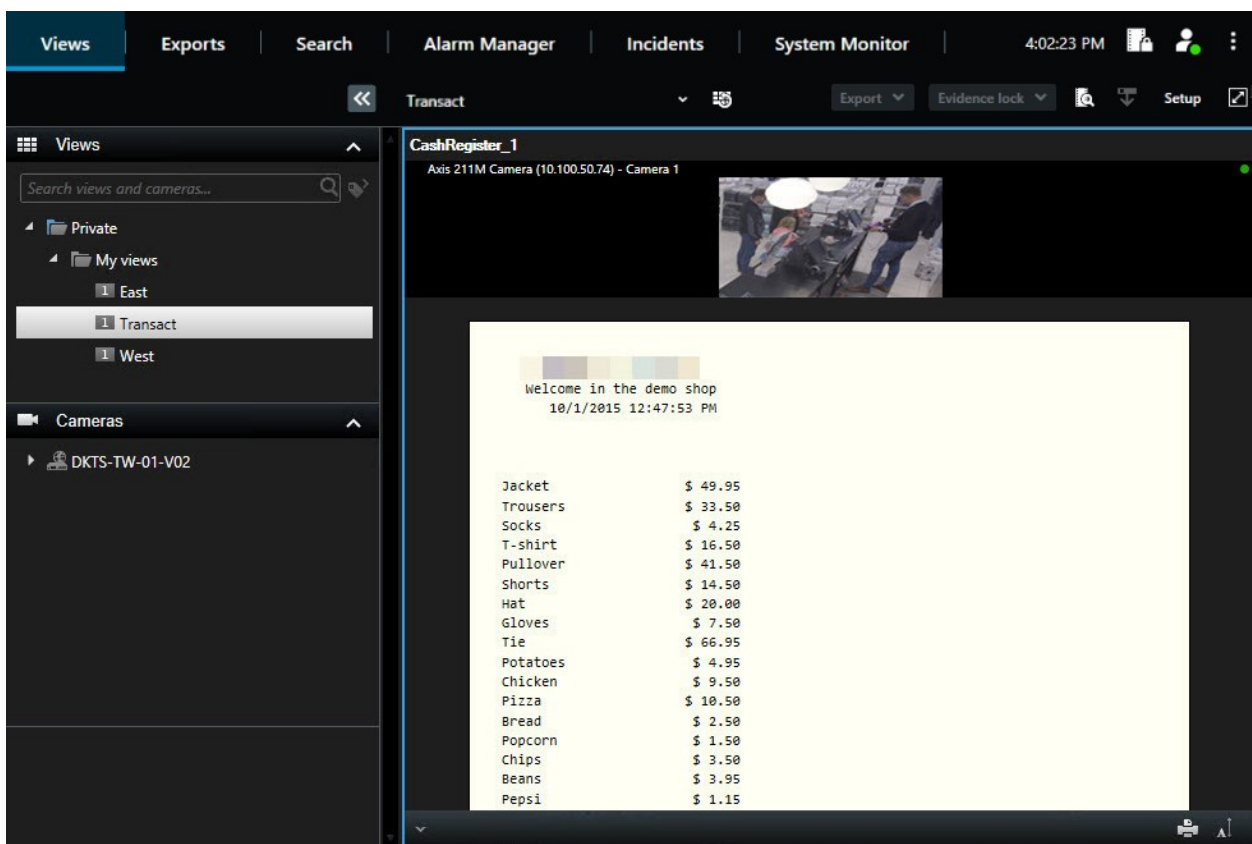 Views Exports Search Alarm Manager Incidents System Monitor 4:02:23 PM
Transact Export Evidence lock Setup
Views
Search views and cameras...
Private
My views
1 East
1 Transact
1 West
Cameras
DKTS-TW-01-V02
CashRegister_1
Axis 211M Camera (10.100.50.74) - Camera 1
Welcome in the demo shop
10/1/2015 12:47:53 PM
Jacket $ 49.95
Trousers $ 33.50
Socks $ 4.25
T-shirt $ 16.50
Pullover $ 41.50
Shorts $ 14.50
Hat $ 20.00
Gloves $ 7.50
Tie $ 66.95
Potatoes $ 4.95
Chicken $ 9.50
Pizza $ 10.50
Bread $ 2.50
Popcorn $ 1.50
Chips $ 3.50
Beans $ 3.95
Pepsi $ 1.15
A